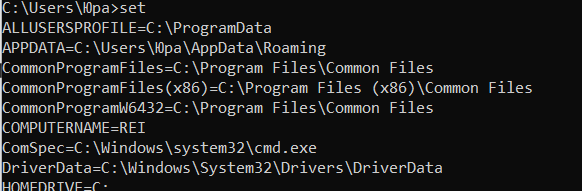 C:\Users\Юра>set
ALLUSERSPROFILE=C:\ProgramData
APPDATA=C:\Users\Юра\AppData\Roaming
CommonProgramFiles=C:\Program Files\Common Files
CommonProgramFiles(x86)=C:\Program Files (x86)\Common Files
CommonProgramW6432=C:\Program Files\Common Files
COMPUTERNAME=REI
ComSpec=C:\Windows\system32\cmd.exe
DriverData=C:\Windows\System32\Drivers\DriverData
HOMEDRIVE=C: